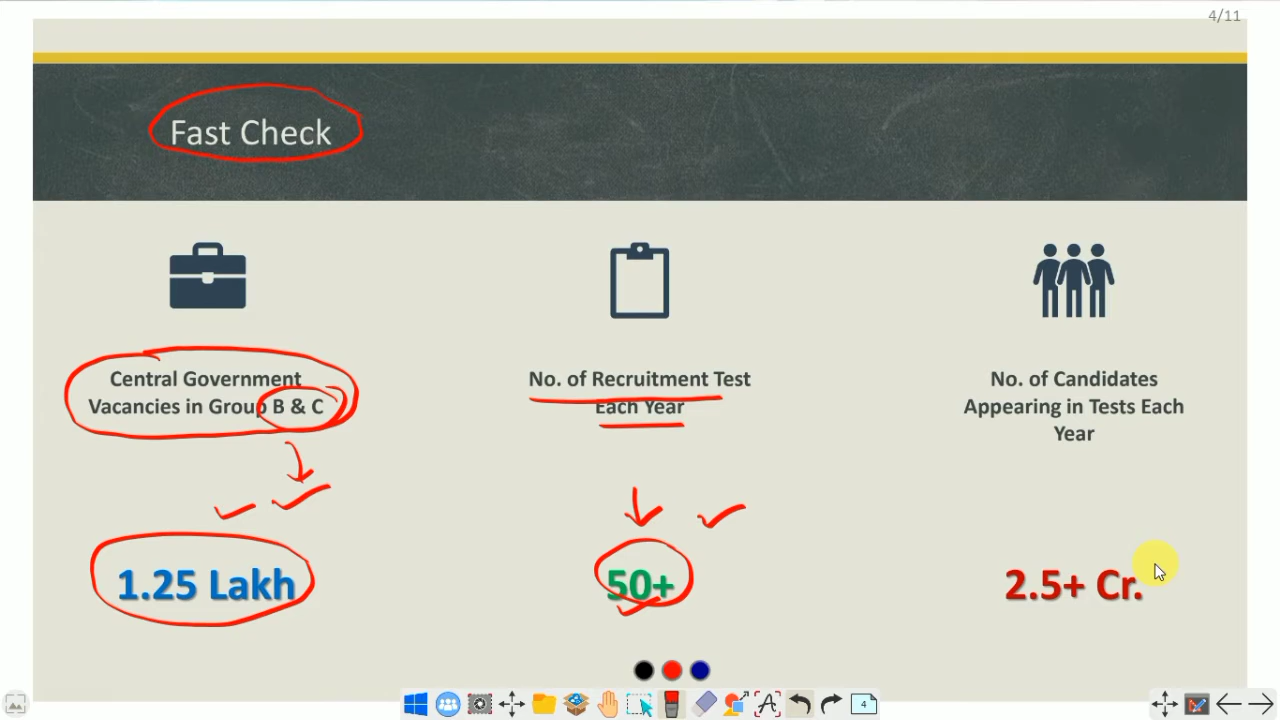 4/11
Fast Check
Central Government
Vacancies in Group B & C
No. of Recruitment Test
Each Year
No. of Candidates
Appearing in Tests Each
Year
1.25 Lakh
50+
2.5+ Cr.
4